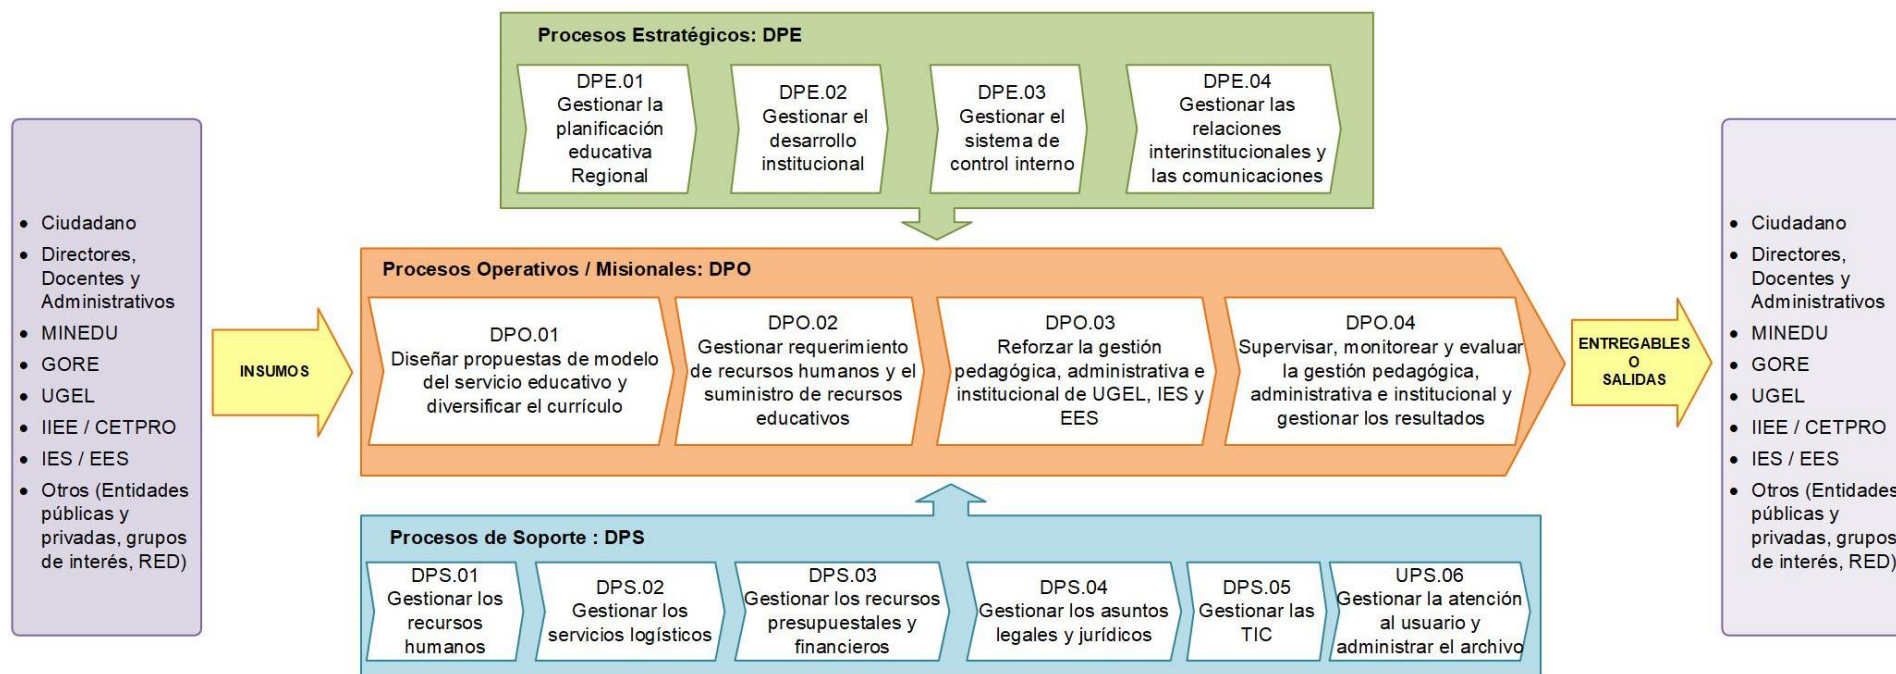 Procesos Estratégicos: DPE
DPE.01
Gestionar la
planificación
educativa
Regional
DPE.02
Gestionar el
desarrollo
institucional
DPE.03
Gestionar el
sistema de
control interno
DPE.04
Gestionar las
relaciones
interinstitucionales y
las comunicaciones
• Ciudadano
• Directores,
Docentes y
Administrativos
• MINEDU
• GORE
• UGEL
• IIEE / CETPRO
• IES / EES
• Otros (Entidades
públicas y
privadas, grupos
de interés, RED)
INSUMOS
Procesos Operativos / Misionales: DPO
DPO.01
Diseñar propuestas de modelo
del servicio educativo y
diversificar el currículo
DPO.02
Gestionar requerimiento
de recursos humanos y el
suministro de recursos
educativos
DPO.03
Reforzar la gestión
pedagógica, administrativa e
institucional de UGEL, IES y
EES
DPO.04
Supervisar, monitorear y evaluar
la gestión pedagógica,
administrativa e institucional y
gestionar los resultados
ENTREGABLES
O
SALIDAS
• Ciudadano
• Directores,
Docentes y
Administrativos
• MINEDU
• GORE
• UGEL
• IIEE / CETPRO
• IES / EES
• Otros (Entidades
públicas y
privadas, grupos
de interés, RED)
Procesos de Soporte : DPS
DPS.01
Gestionar los
recursos
humanos
DPS.02
Gestionar los
servicios logísticos
DPS.03
Gestionar los recursos
presupuestales y
financieros
DPS.04
Gestionar los asuntos
legales y jurídicos
DPS.05
Gestionar las
TIC
UPS.06
Gestionar la atención
al usuario y
administrar el archivo